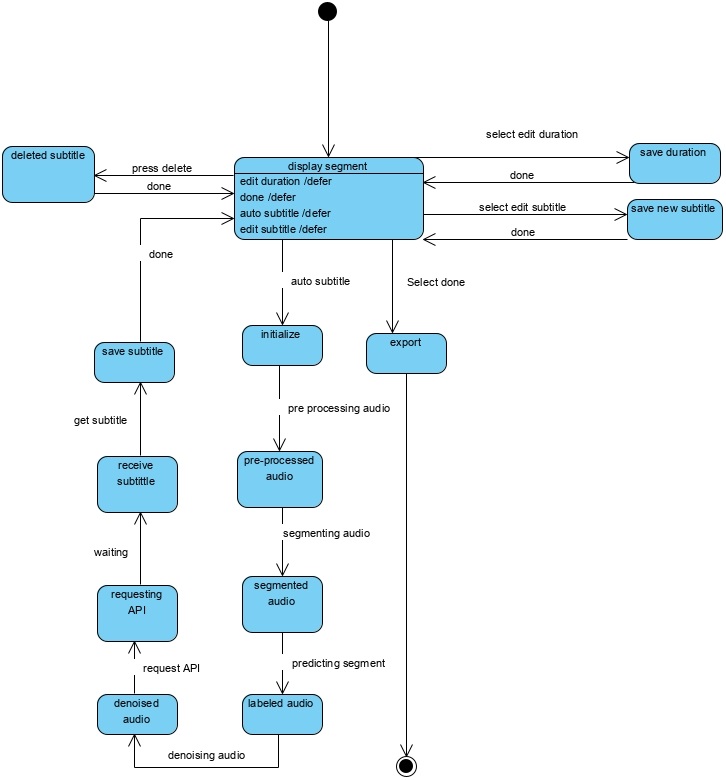 select edit duration
deleted subtitle
save duration
press delete
display segment
done
edit duration /defer
done
done /defer
auto subtitle /defer
edit subtitle /defer
select edit subtitle
save new subtitle
done
done
auto subtitle
Select done
initialize
export
save subtitle
pre processing audio
get subtitle
receive
subtittle
pre-processed
audio
segmenting audio
waiting
requesting
API
segmented
audio
predicting segment
request API
denoised
audio
labeled audio
denoising audio